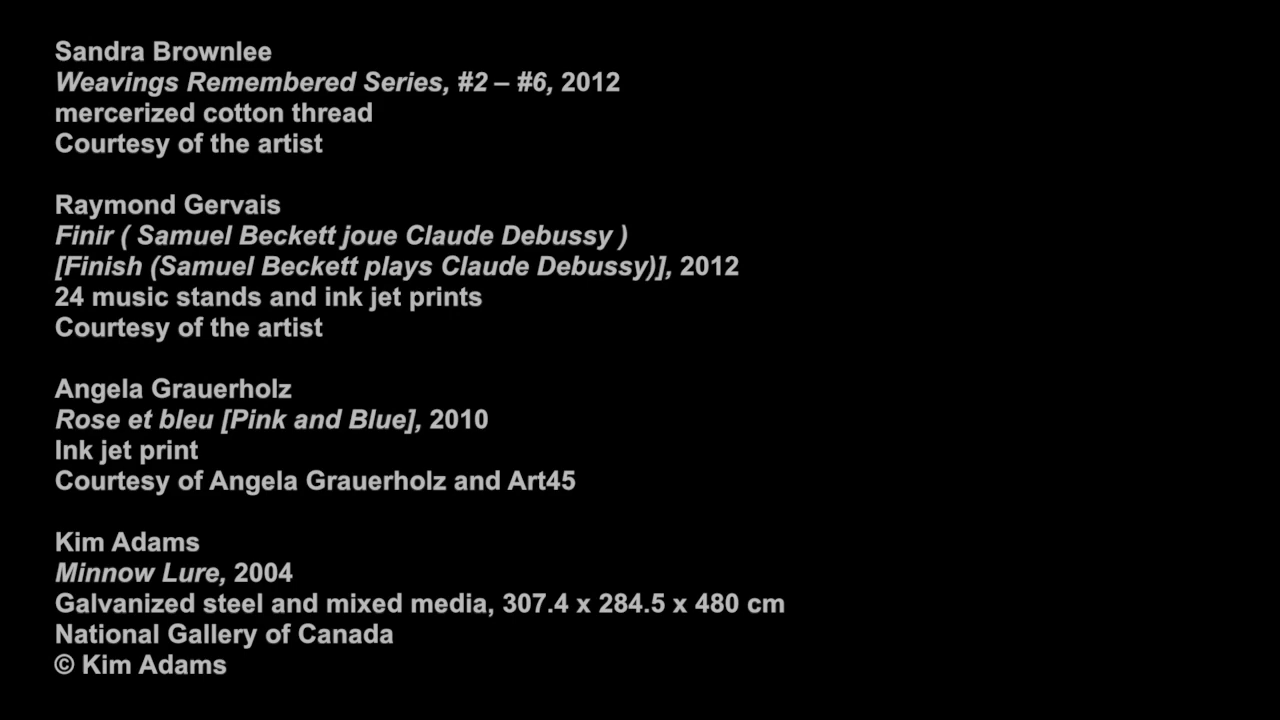 Sandra Brownlee
Weavings Remembered Series, #2 – #6, 2012
mercerized cotton thread
Courtesy of the artist
Raymond Gervais
Finir ( Samuel Beckett joue Claude Debussy )
[Finish (Samuel Beckett plays Claude Debussy)], 2012
24 music stands and ink jet prints
Courtesy of the artist
Angela Grauerholz
Rose et bleu [Pink and Blue], 2010
Ink jet print
Courtesy of Angela Grauerholz and Art45
Kim Adams
Minnow Lure, 2004
Galvanized steel and mixed media, 307.4 x 284.5 x 480 cm
National Gallery of Canada
© Kim Adams